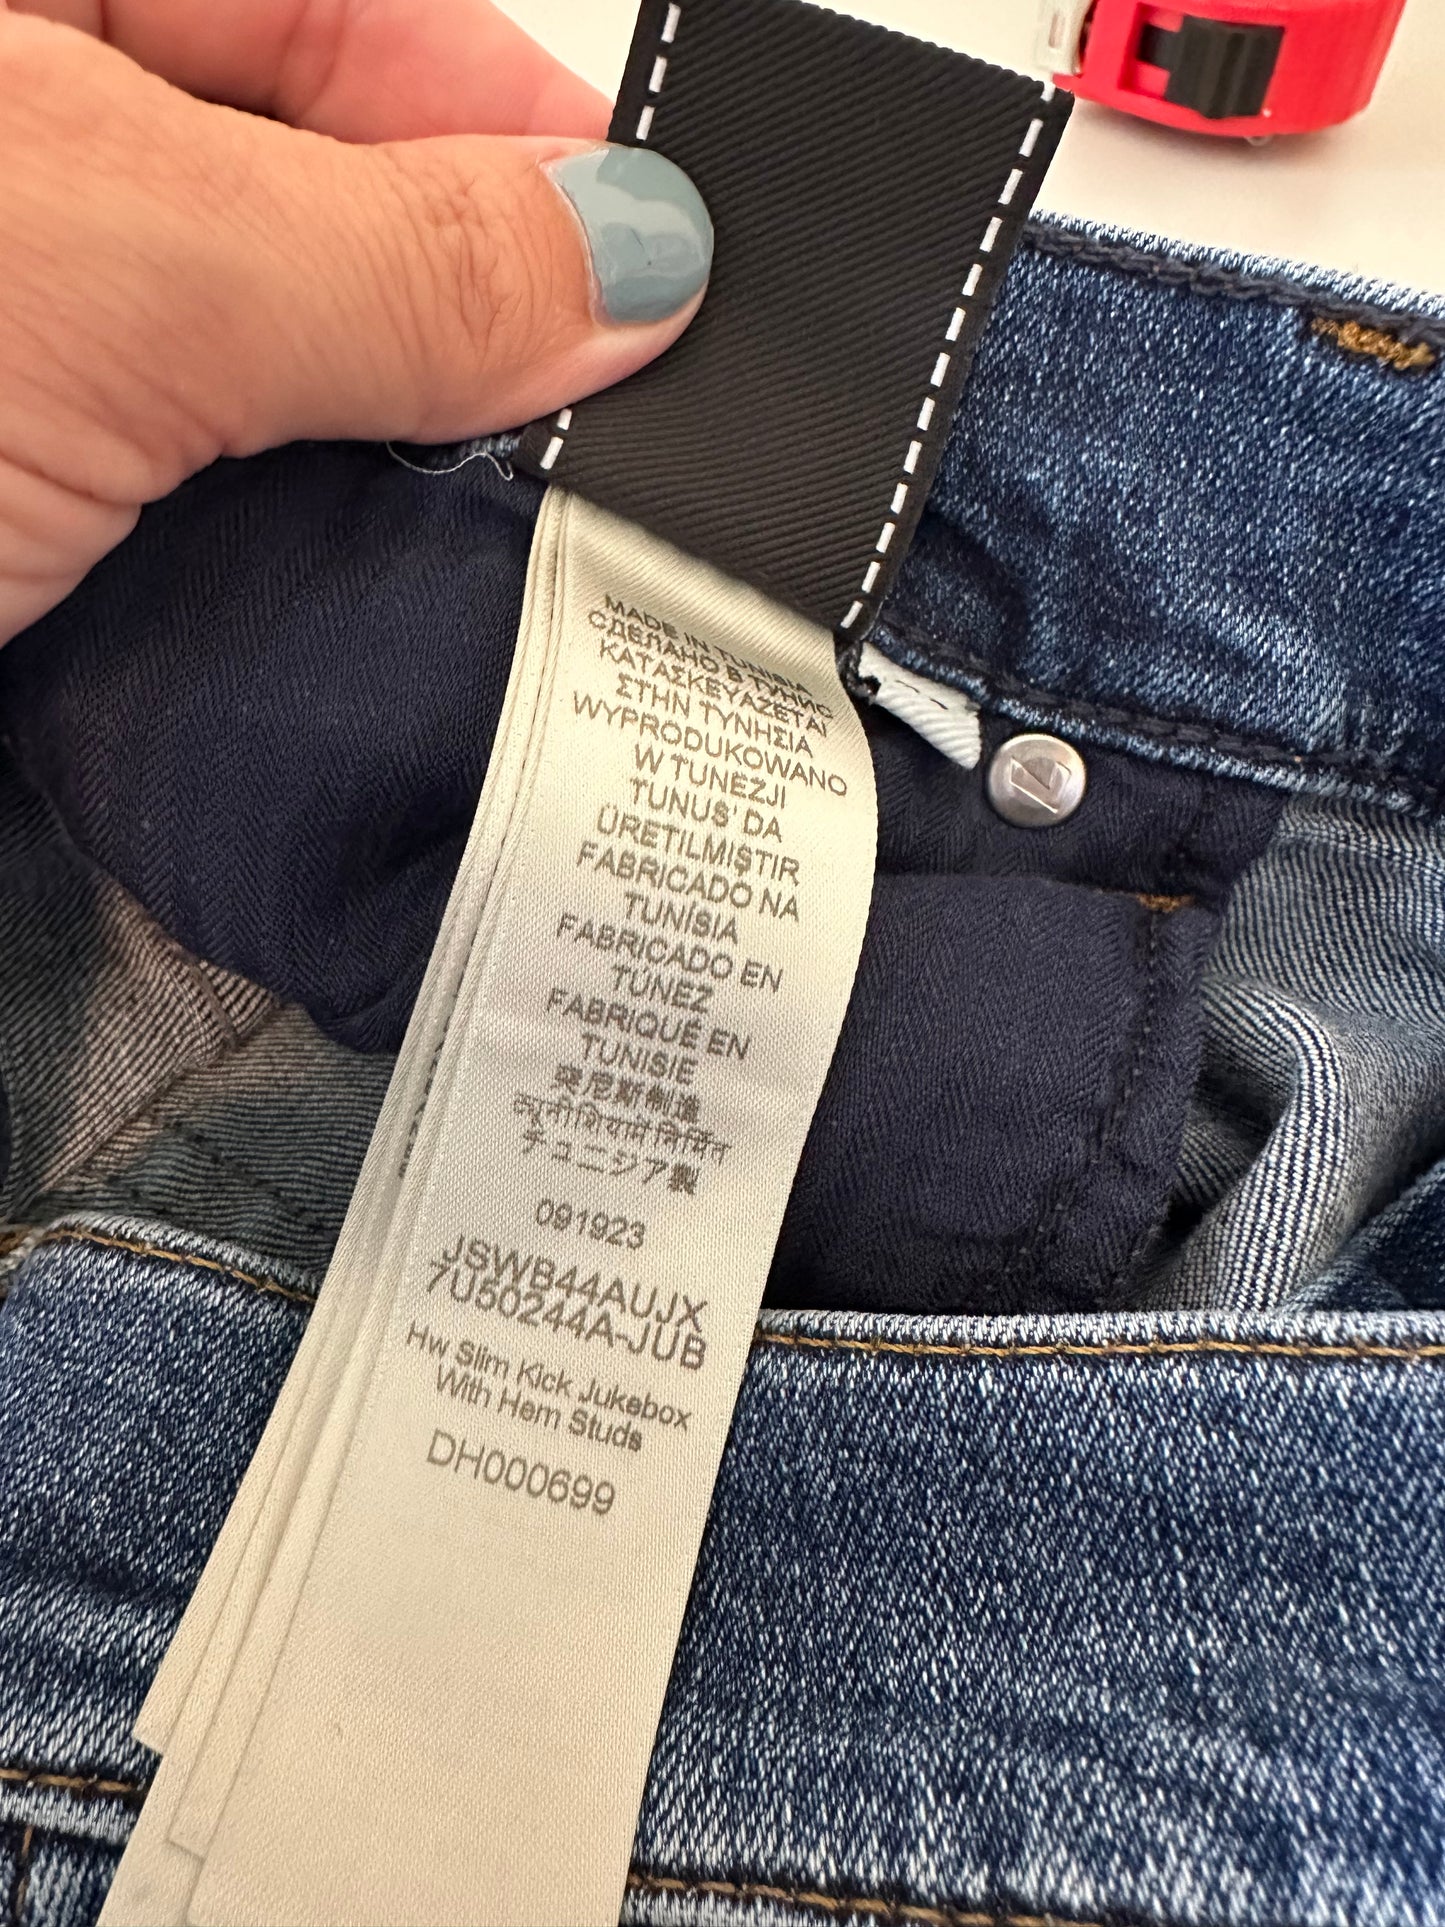 MADE IN TUNISIA
СДЕЛАНО В ТУНИС
ΚΑΤΑΣΚΕΥΑΖΕΤΑΙ
ΣΤΗΝ ΤΥΝΗΣΙΑ
WYPRODUKOWANO
W TUNEZJI
TUNUS' DA
ÜRETILMIŞTIR
FABRICADO NA
TUNÍSIA
FABRICADO EN
TÚNEZ
FABRIQUÉ EN
TUNISIE
突尼斯制造
ट्यूनीशिया में निर्मित
チュニジア製
091923
JSWB44AUJX
7U50244A-JUB
Hw Slim Kick Jukebox
With Hem Studs
DH000699